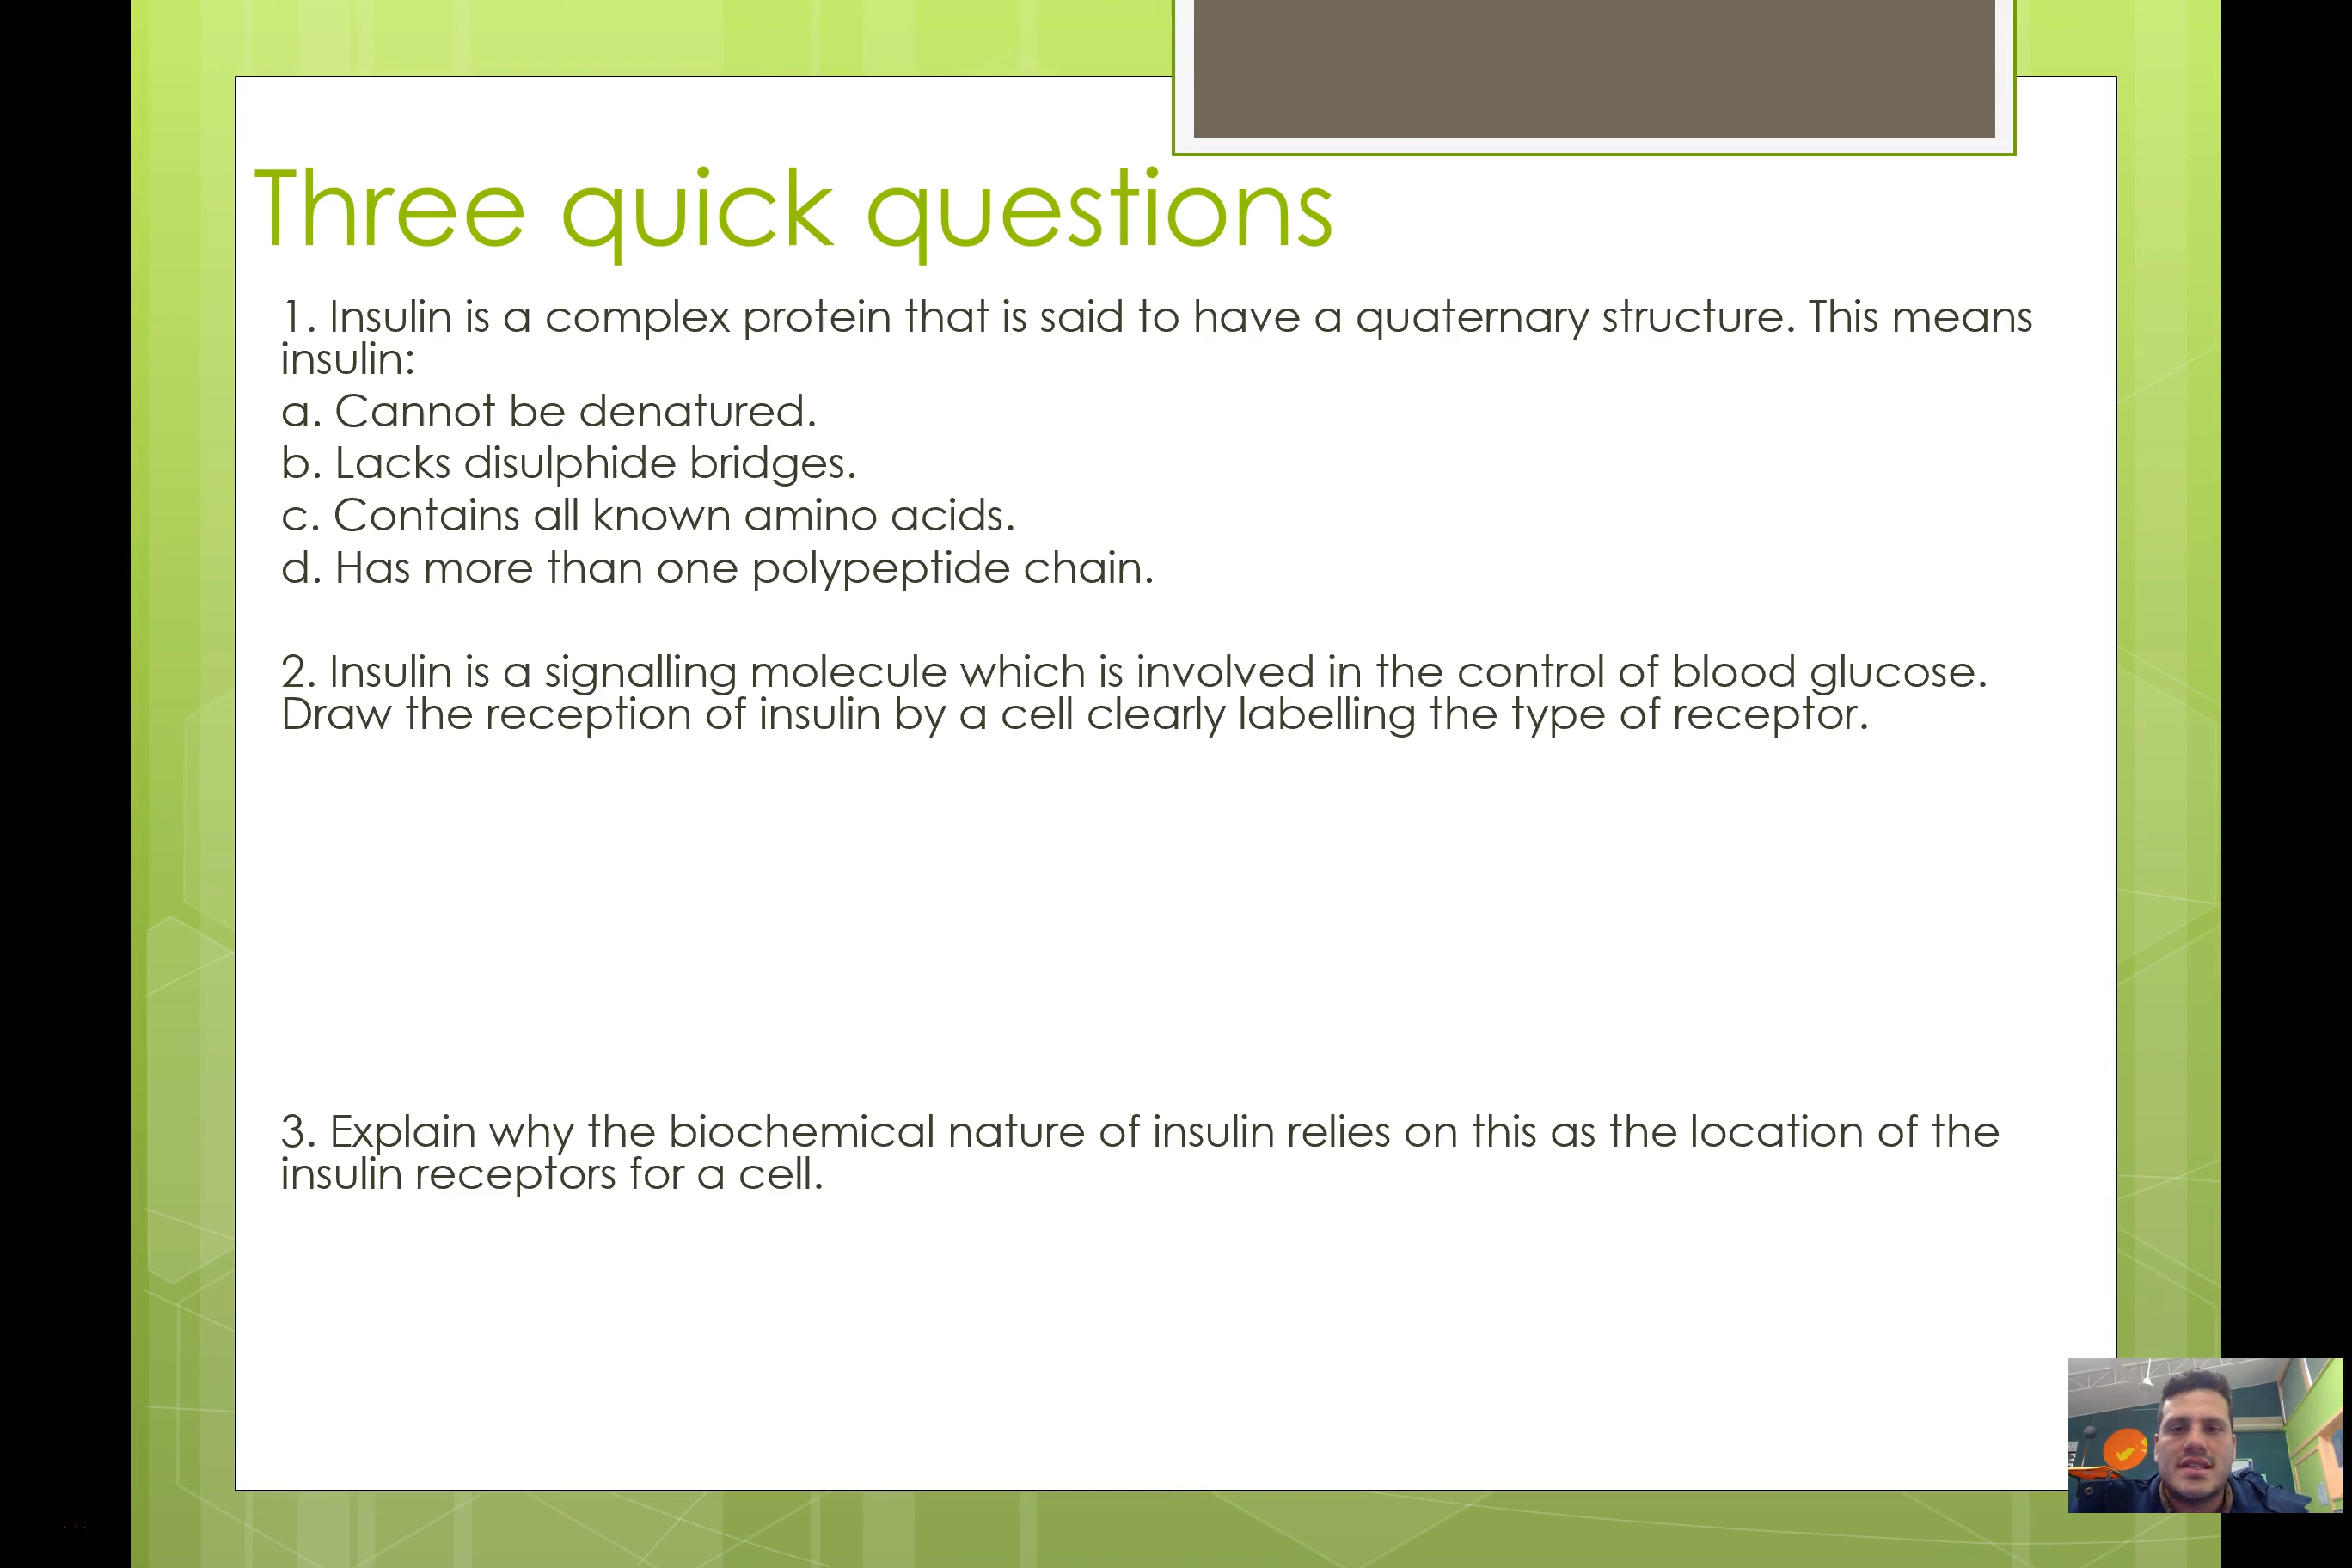 Three quick questions
1. Insulin is a complex protein that is said to have a quaternary structure. This means
insulin:
a. Cannot be denatured.
b. Lacks disulphide bridges.
c. Contains all known amino acids.
d. Has more than one polypeptide chain.
2. Insulin is a signalling molecule which is involved in the control of blood glucose.
Draw the reception of insulin by a cell clearly labelling the type of receptor.
3. Explain why the biochemical nature of insulin relies on this as the location of the
insulin receptors for a cell.